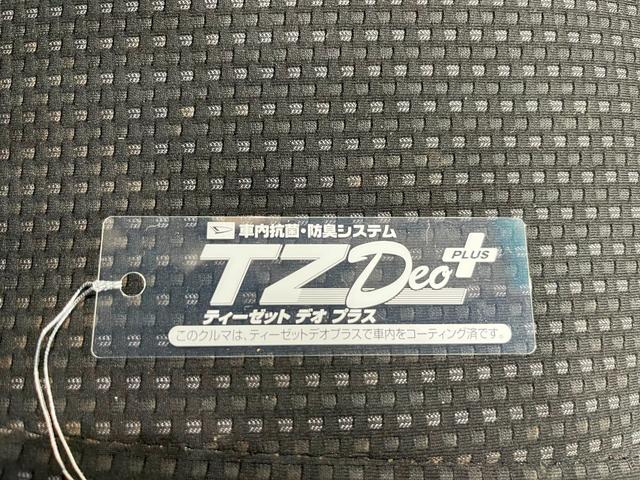 車内抗菌・防臭システム
TZ Deo PLUS
ティーゼット デオ プラス
このクルマは、ティーゼットデオプラスで車内をコーティング済です。